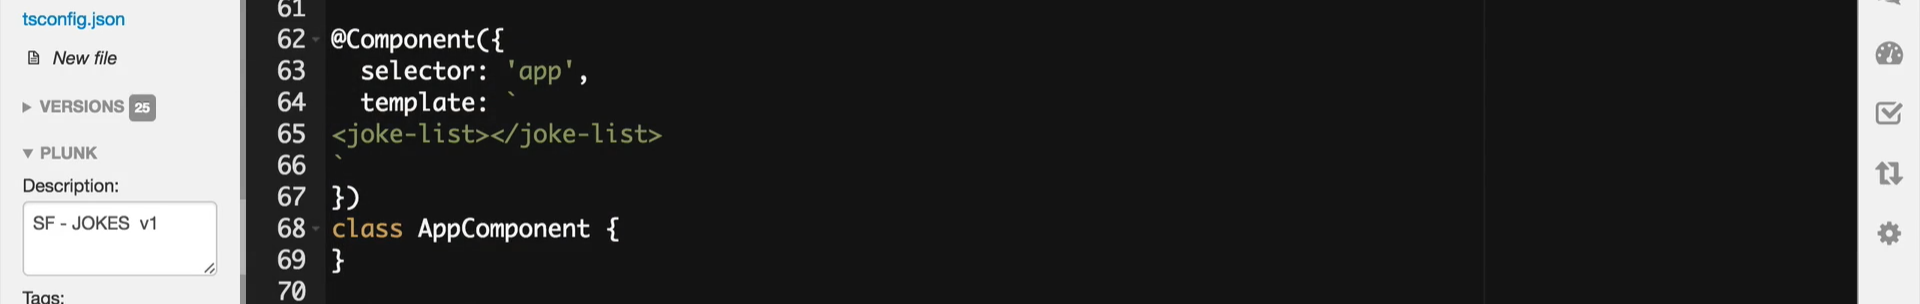 tsconfig.json
New file
VERSIONS 25
PLUNK
Description:
SF - JOKES  v1
Tags:
61
62 @Component({
63   selector: 'app',
64   template: `
65 <joke-list></joke-list>
66 `
67 })
68 class AppComponent {
69 }
70